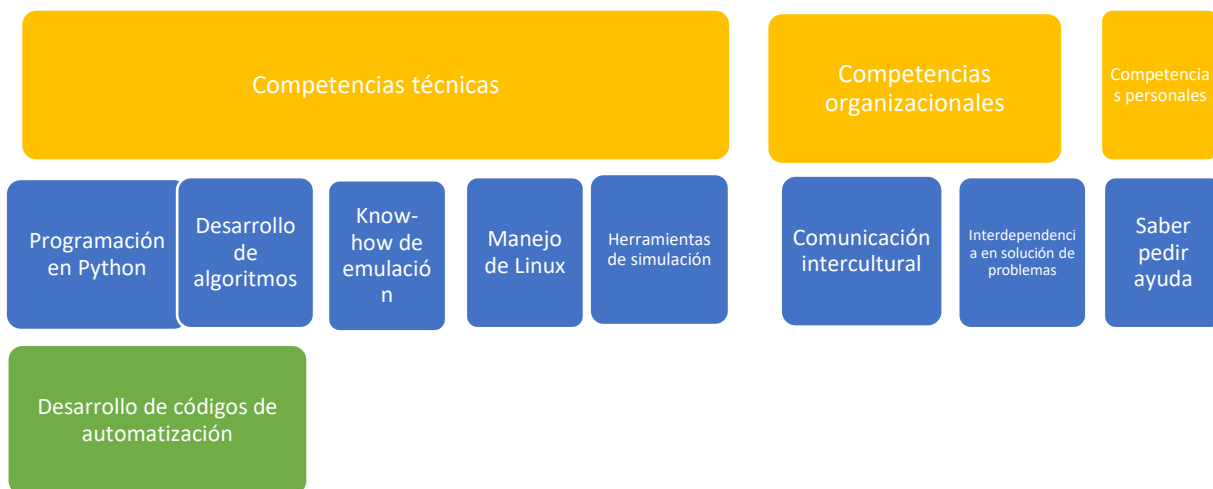 Competencias técnicas
Competencias
organizacionales
Competencia
s personales
Programación
en Python
Desarrollo
de
algoritmos
Know-
how de
emulació
n
Manejo
de Linux
Herramientas
de simulación
Comunicación
intercultural
Interdependenci
a en solución de
problemas
Saber
pedir
ayuda
Desarrollo de códigos de
automatización